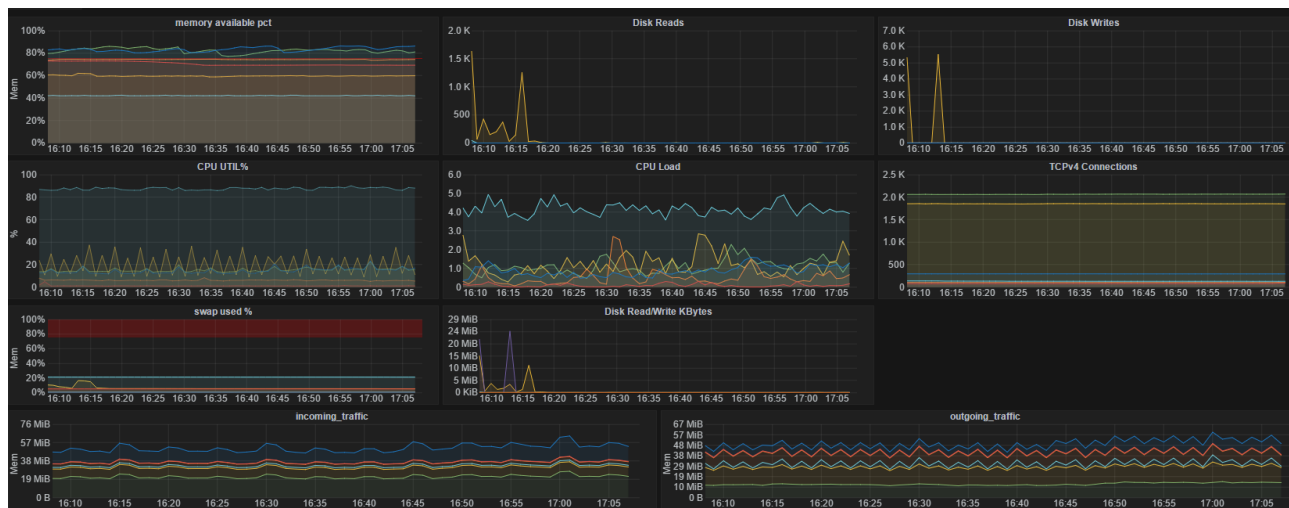 memory available pct
Mem
100%
80%
60%
40%
20%
0%
16:10 16:15 16:20 16:25 16:30 16:35 16:40 16:45 16:50 16:55 17:00 17:05
Disk Reads
2.0 K
1.5 K
1.0 K
500
0
16:10 16:15 16:20 16:25 16:30 16:35 16:40 16:45 16:50 16:55 17:00 17:05
Disk Writes
7.0 K
6.0 K
5.0 K
4.0 K
3.0 K
2.0 K
1.0 K
0
16:10 16:15 16:20 16:25 16:30 16:35 16:40 16:45 16:50 16:55 17:00 17:05
CPU UTIL%
%
100
80
60
40
20
0
16:10 16:15 16:20 16:25 16:30 16:35 16:40 16:45 16:50 16:55 17:00 17:05
CPU Load
6.0
5.0
4.0
3.0
2.0
1.0
0
16:10 16:15 16:20 16:25 16:30 16:35 16:40 16:45 16:50 16:55 17:00 17:05
TCPv4 Connections
2.5 K
2.0 K
1.5 K
1.0 K
500
0
16:10 16:15 16:20 16:25 16:30 16:35 16:40 16:45 16:50 16:55 17:00 17:05
swap used %
Mem
100%
80%
60%
40%
20%
0%
16:10 16:15 16:20 16:25 16:30 16:35 16:40 16:45 16:50 16:55 17:00 17:05
Disk Read/Write KBytes
29 MiB
24 MiB
19 MiB
15 MiB
10 MiB
5 MiB
0 KiB
16:10 16:15 16:20 16:25 16:30 16:35 16:40 16:45 16:50 16:55 17:00 17:05
incoming_traffic
Mem
76 MiB
57 MiB
38 MiB
19 MiB
0 B
16:10 16:15 16:20 16:25 16:30 16:35 16:40 16:45 16:50 16:55 17:00 17:05
outgoing_traffic
Mem
67 MiB
57 MiB
48 MiB
38 MiB
29 MiB
19 MiB
10 MiB
0 B
16:10 16:15 16:20 16:25 16:30 16:35 16:40 16:45 16:50 16:55 17:00 17:05